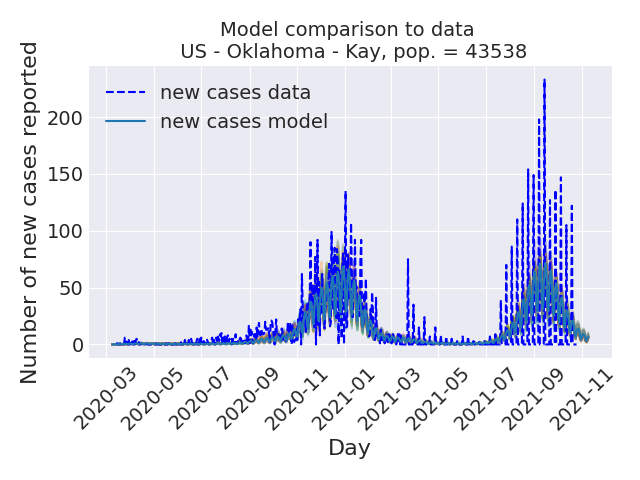 Model comparison to data
US - Oklahoma - Kay, pop. = 43538
new cases data
new cases model
Number of new cases reported
200
150
100
50
0
2020-03
2020-05
2020-07
2020-09
2020-11
2021-01
2021-03
2021-05
2021-07
2021-09
2021-11
Day